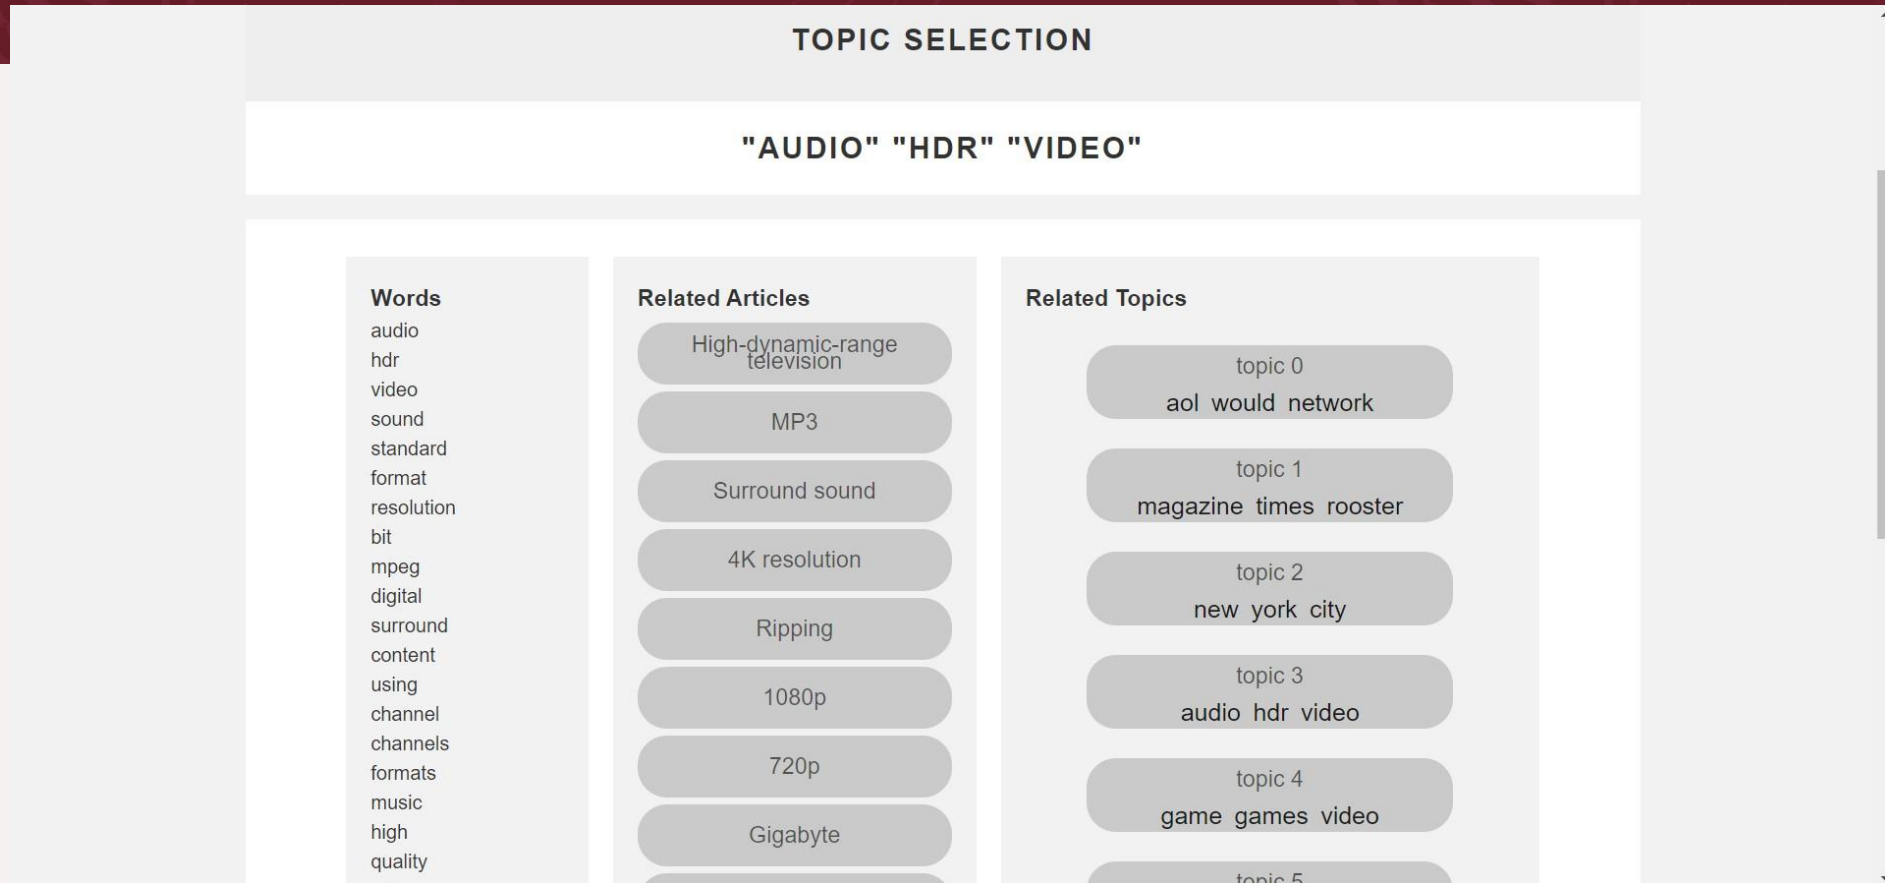 TOPIC SELECTION
"AUDIO" "HDR" "VIDEO"
Words
audio
hdr
video
sound
standard
format
resolution
bit
mpeg
digital
surround
content
using
channel
channels
formats
music
high
quality
Related Articles
High-dynamic-range
television
MP3
Surround sound
4K resolution
Ripping
1080p
720p
Gigabyte
Related Topics
topic 0
aol would network
topic 1
magazine times rooster
topic 2
new york city
topic 3
audio hdr video
topic 4
game games video
topic 5